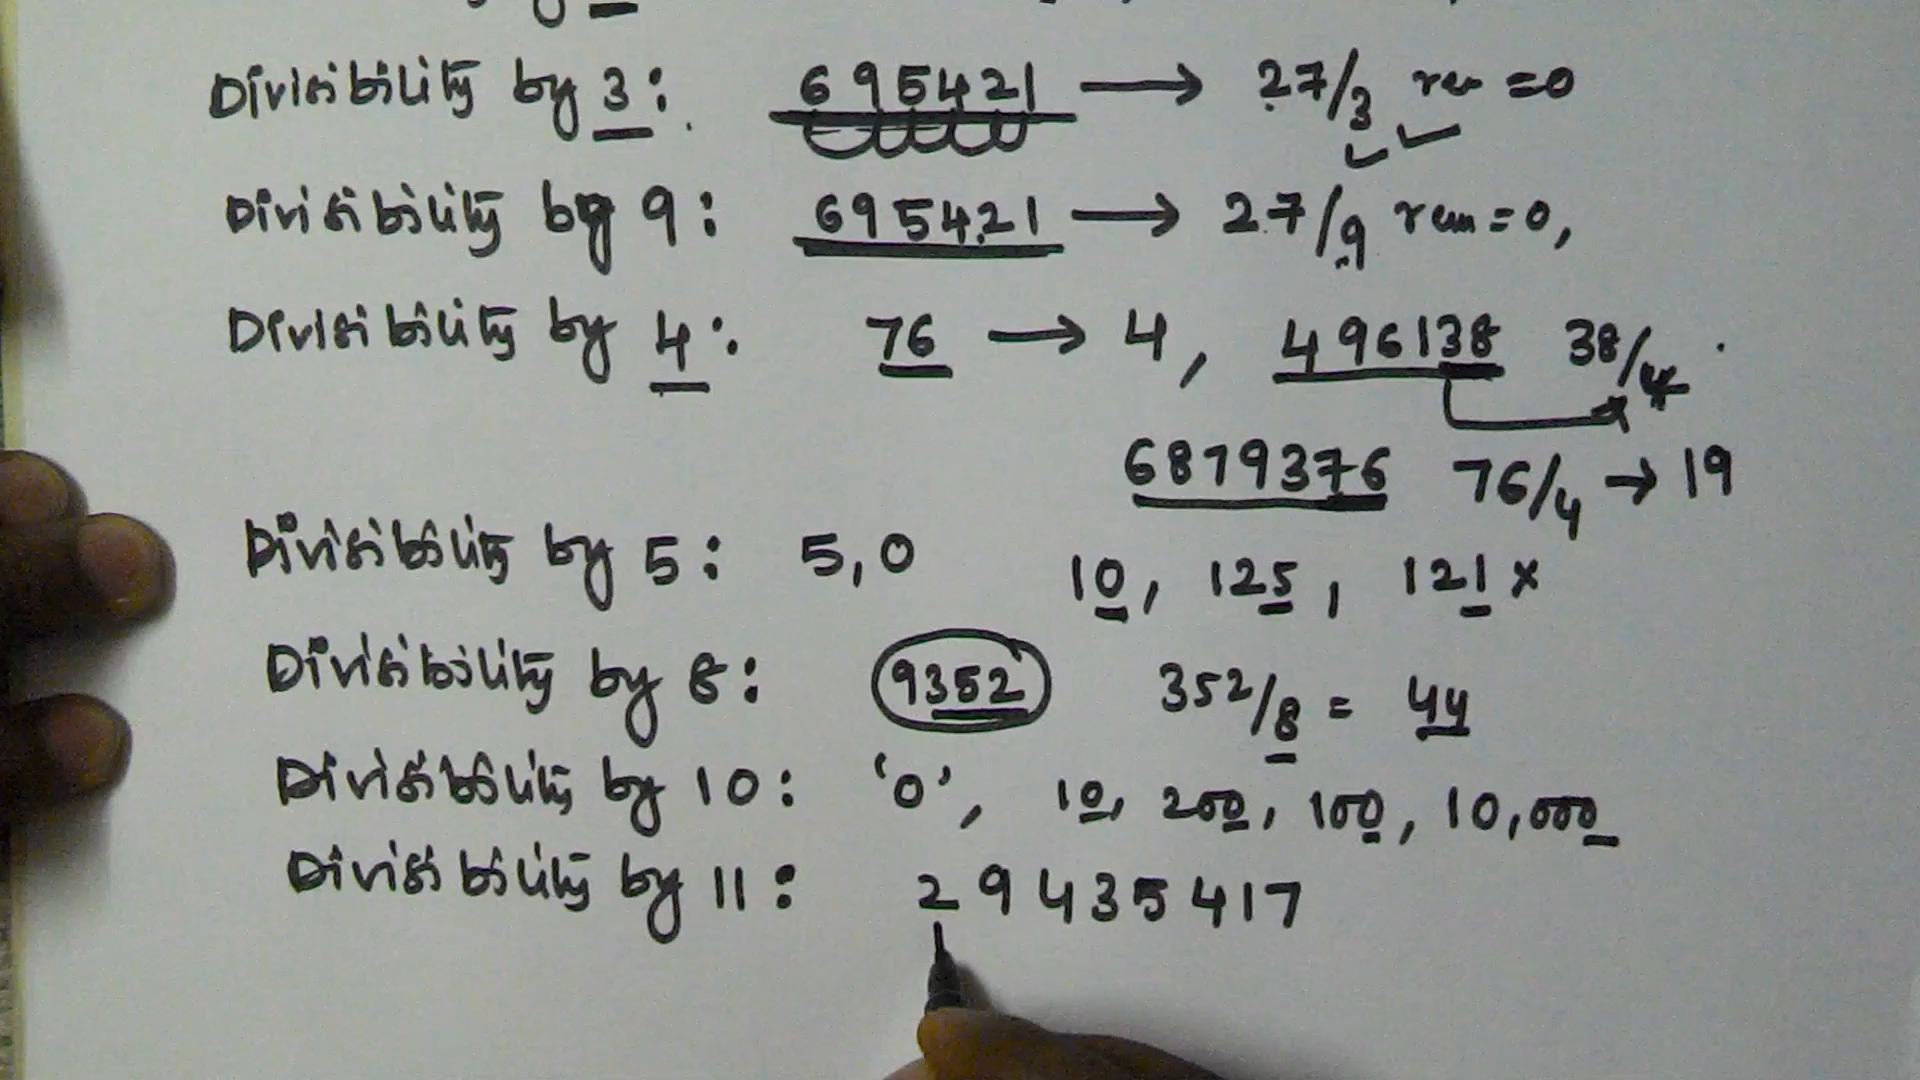 Divisibility by 3: 695421 → 27/3 rem =0
Divisibility by 9: 695421 → 27/9 rem=0,
Divisibility by 4: 76 → 4, 496138 38/4
6879376 76/4 → 19
Divisibility by 5: 5,0 10, 125, 121 x
Divisibility by 8: 9352 352/8 = 44
Divisibility by 10: '0', 10, 200, 100, 10,000
Divisibility by 11: 29435417